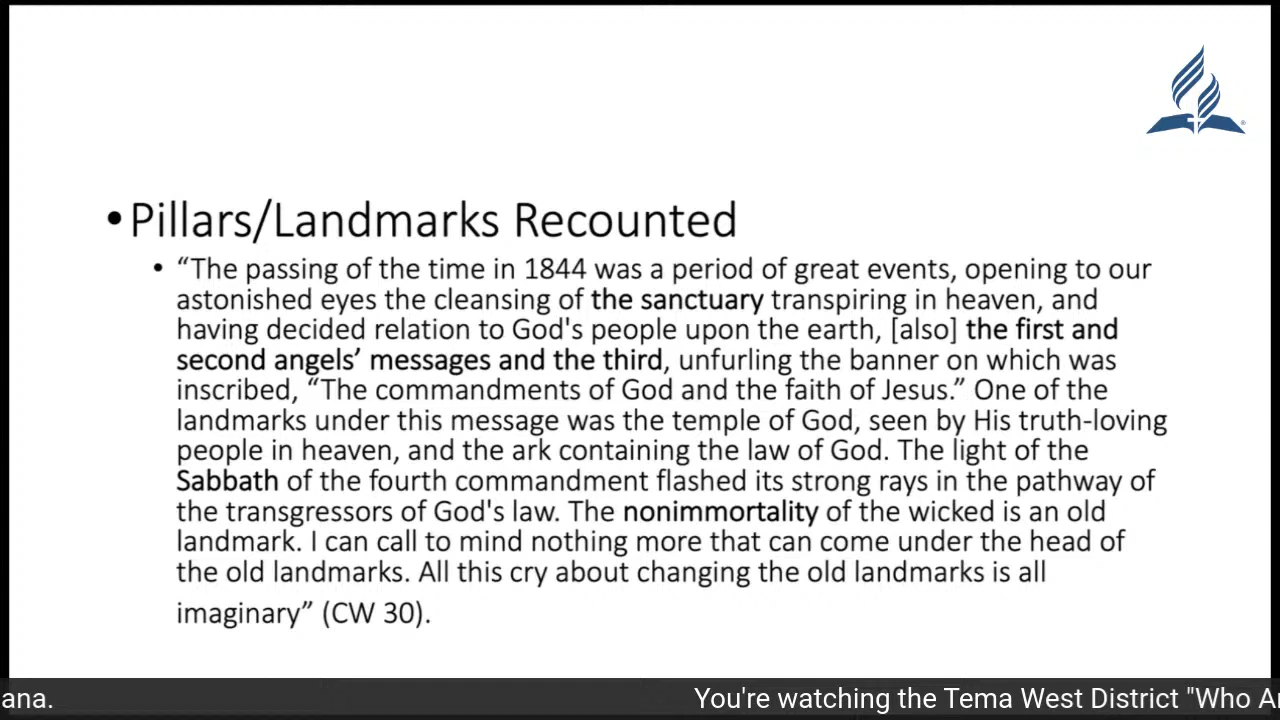 •Pillars/Landmarks Recounted
• “The passing of the time in 1844 was a period of great events, opening to our
astonished eyes the cleansing of the sanctuary transpiring in heaven, and
having decided relation to God's people upon the earth, [also] the first and
second angels’ messages and the third, unfurling the banner on which was
inscribed, “The commandments of God and the faith of Jesus.” One of the
landmarks under this message was the temple of God, seen by His truth-loving
people in heaven, and the ark containing the law of God. The light of the
Sabbath of the fourth commandment flashed its strong rays in the pathway of
the transgressors of God's law. The nonimmortality of the wicked is an old
landmark. I can call to mind nothing more that can come under the head of
the old landmarks. All this cry about changing the old landmarks is all
imaginary” (CW 30).
ana. You're watching the Tema West District "Who A